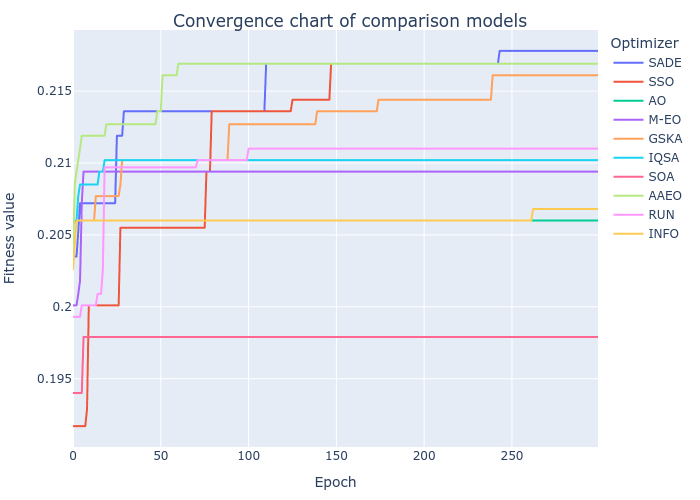 Convergence chart of comparison models
Optimizer
SADE
SSO
AO
M-EO
GSKA
IQSA
SOA
AAEO
RUN
INFO
Fitness value
0.215
0.21
0.205
0.2
0.195
0 50 100 150 200 250
Epoch